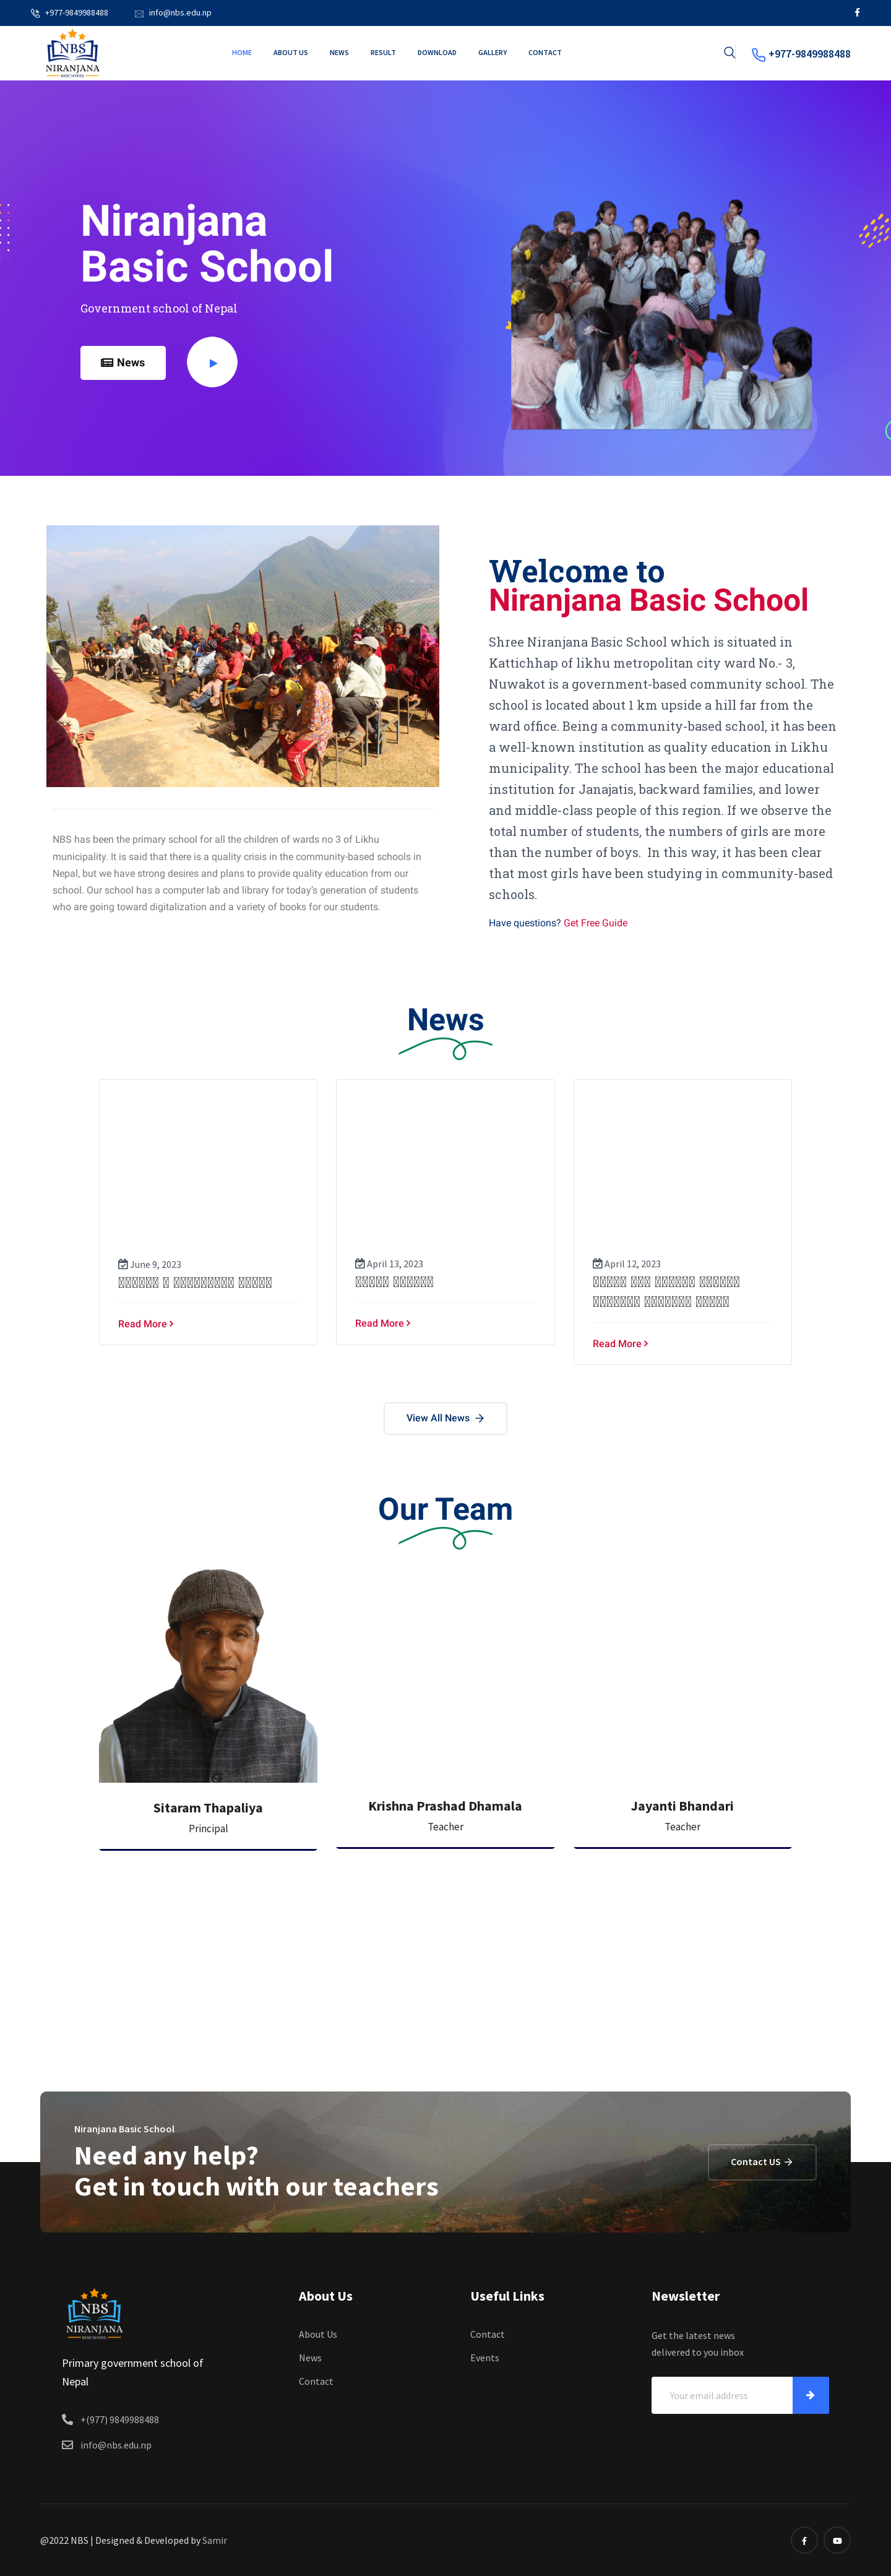 +977-9849988488
info@nbs.edu.np
NBS
NIRANJANA
BASIC SCHOOL
HOME
ABOUT US
NEWS
RESULT
DOWNLOAD
GALLERY
CONTACT
+977-9849988488
Niranjana
Basic School
Government school of Nepal
News
Welcome to
Niranjana Basic School
Shree Niranjana Basic School which is situated in
Kattichhap of likhu metropolitan city ward No.- 3,
Nuwakot is a government-based community school. The
school is located about 1 km upside a hill far from the
ward office. Being a community-based school, it has been
a well-known institution as quality education in Likhu
municipality. The school has been the major educational
institution for Janajatis, backward families, and lower
and middle-class people of this region. If we observe the
total number of students, the numbers of girls are more
than the number of boys. In this way, it has been clear
that most girls have been studying in community-based
schools.
Have questions? Get Free Guide
NBS has been the primary school for all the children of wards no 3 of Likhu
municipality. It is said that there is a quality crisis in the community-based schools in
Nepal, but we have strong desires and plans to provide quality education from our
school. Our school has a computer lab and library for today's generation of students
who are going toward digitalization and a variety of books for our students.
News
June 9, 2023
Read More
April 13, 2023
Read More
April 12, 2023
Read More
View All News
Our Team
Sitaram Thapaliya
Principal
Krishna Prashad Dhamala
Teacher
Jayanti Bhandari
Teacher
Niranjana Basic School
Need any help?
Get in touch with our teachers
Contact US
NBS
NIRANJANA
BASIC SCHOOL
Primary government school of
Nepal
+(977) 9849988488
info@nbs.edu.np
About Us
About Us
News
Contact
Useful Links
Contact
Events
Newsletter
Get the latest news
delivered to you inbox
Your email address
@2022 NBS | Designed & Developed by Samir